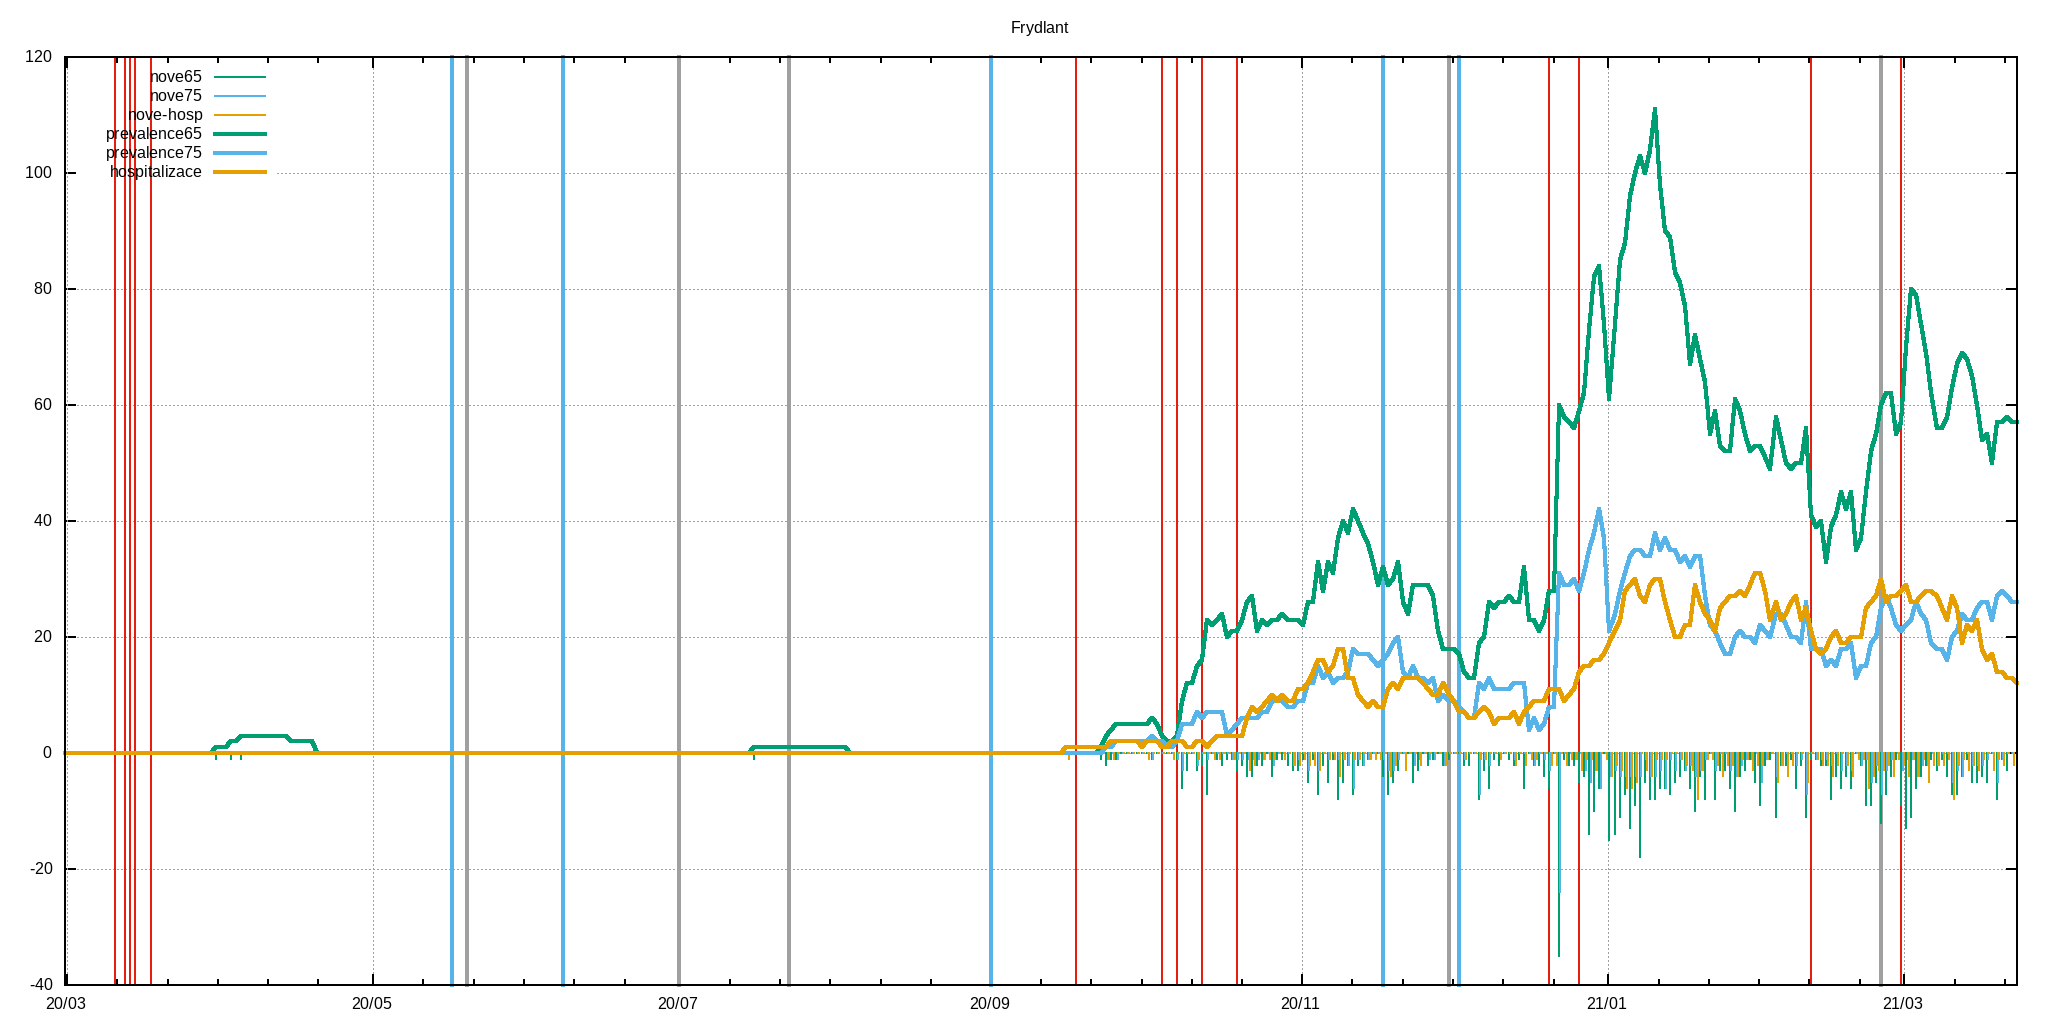 Frydlant
120
nove65
nove75
nove-hosp
prevalence65
prevalence75
hospitalizace
100
80
60
40
20
0
-20
-40
20/03 20/05 20/07 20/09 20/11 21/01 21/03